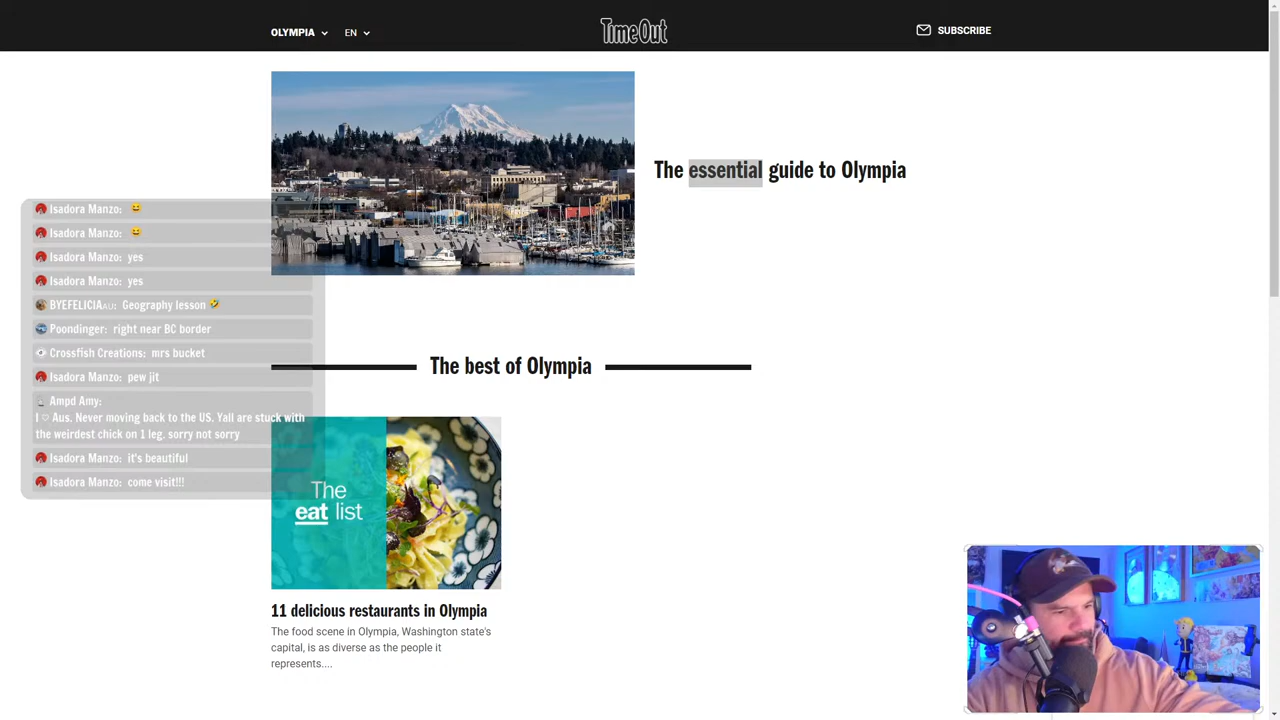 OLYMPIA
EN
TimeOut
SUBSCRIBE
The essential guide to Olympia
Isadora Manzo: 😆
Isadora Manzo: 😆
Isadora Manzo: yes
Isadora Manzo: yes
BYEFELICIAAU: Geography lesson 🤣
Poondinger: right near BC border
Crossfish Creations: mrs bucket
Isadora Manzo: pew jit
Ampd Amy:
I ♡ Aus. Never moving back to the US. Yall are stuck with
the weirdest chick on 1 leg. sorry not sorry
Isadora Manzo: it's beautiful
Isadora Manzo: come visit!!!
The best of Olympia
The
eat list
11 delicious restaurants in Olympia
The food scene in Olympia, Washington state's
capital, is as diverse as the people it
represents....